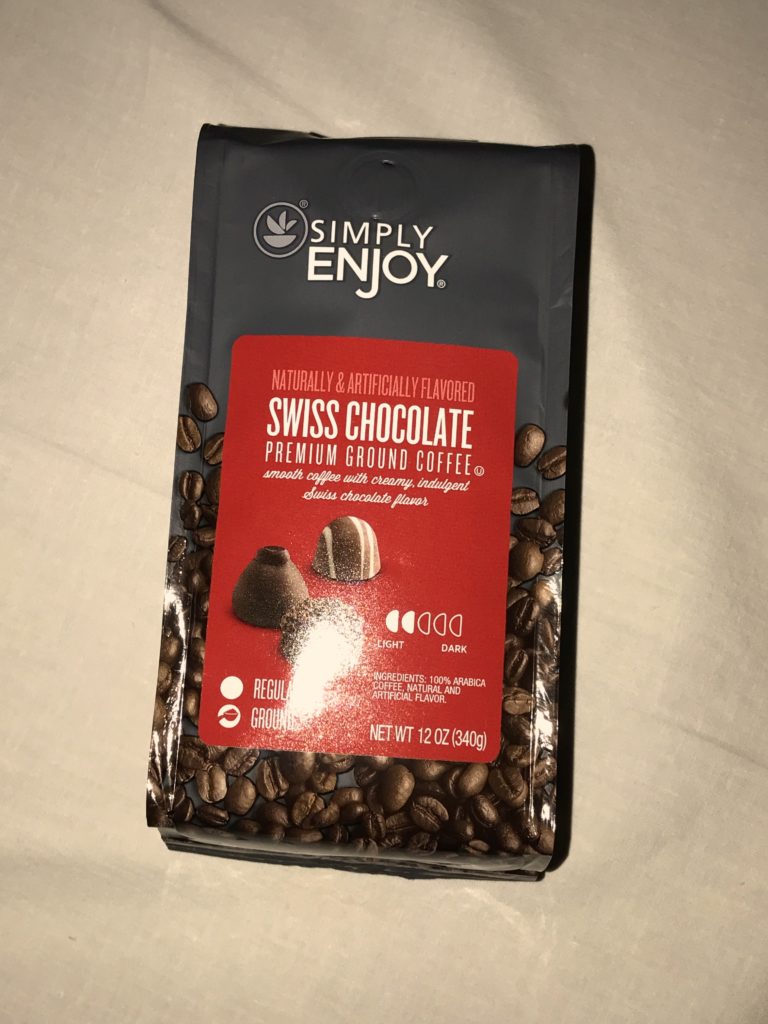 SIMPLY
ENJOY®
NATURALLY & ARTIFICIALLY FLAVORED
SWISS CHOCOLATE
PREMIUM GROUND COFFEE
smooth coffee with creamy, indulgent
Swiss chocolate flavor
LIGHT DARK
INGREDIENTS: 100% ARABICA
COFFEE, NATURAL AND
ARTIFICIAL FLAVOR.
GROUND
NET WT 12 OZ (340g)